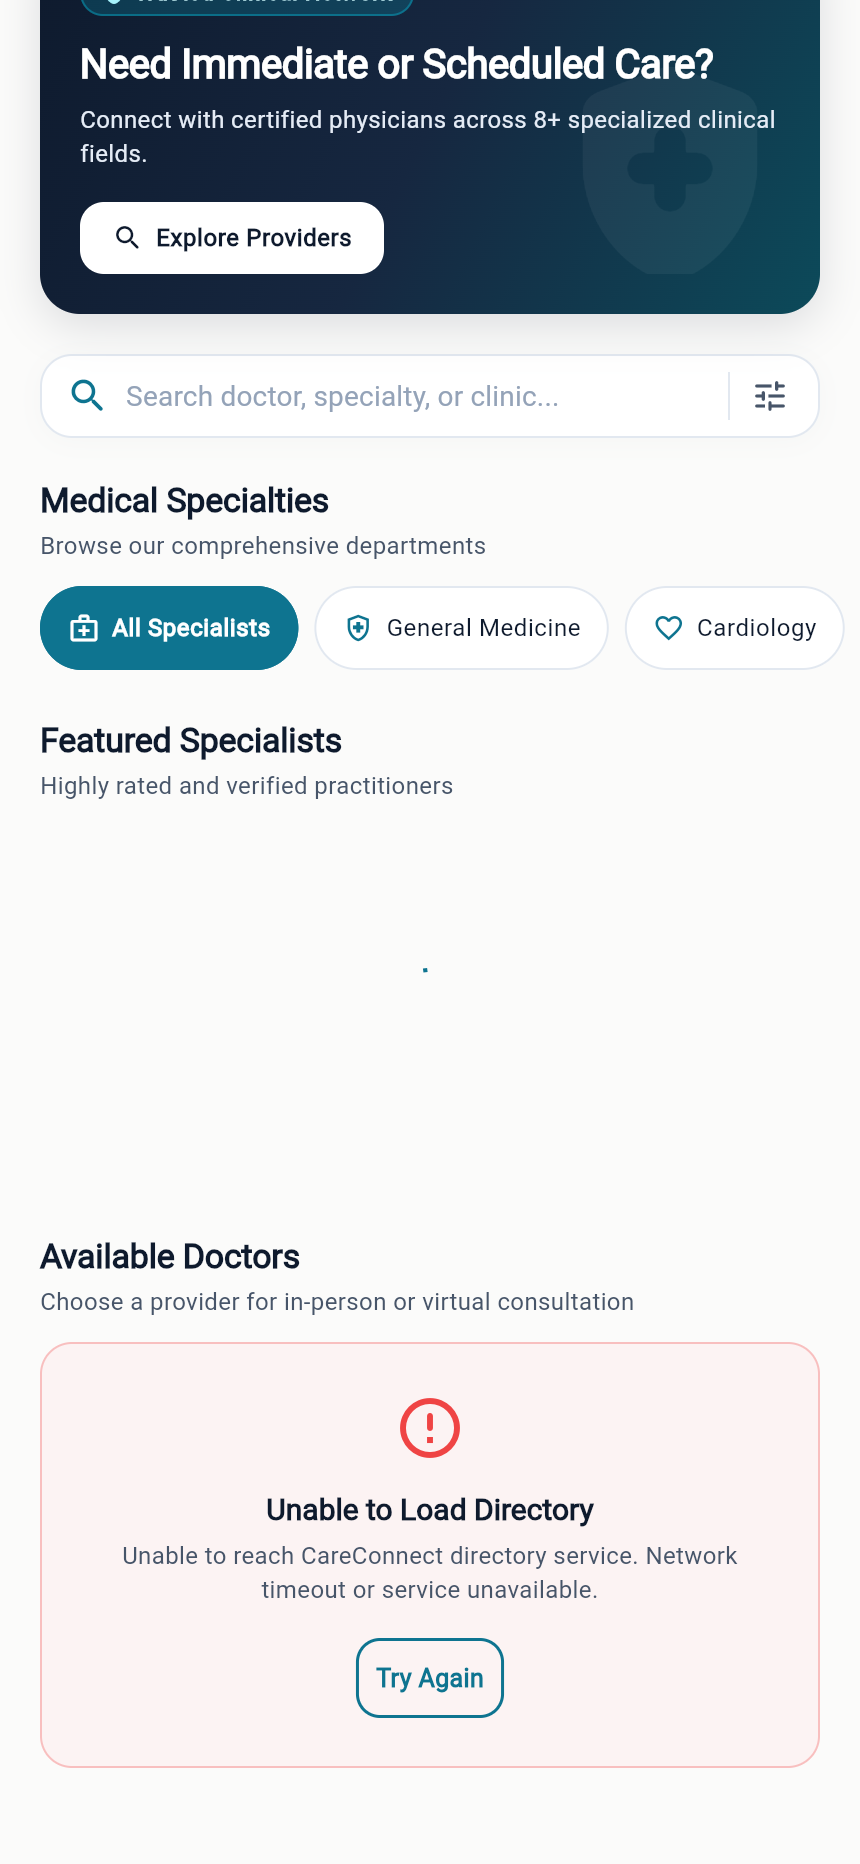 Need Immediate or Scheduled Care?
Connect with certified physicians across 8+ specialized clinical
fields.
Explore Providers
Search doctor, specialty, or clinic...
Medical Specialties
Browse our comprehensive departments
All Specialists
General Medicine
Cardiology
Featured Specialists
Highly rated and verified practitioners
Available Doctors
Choose a provider for in-person or virtual consultation
Unable to Load Directory
Unable to reach CareConnect directory service. Network
timeout or service unavailable.
Try Again